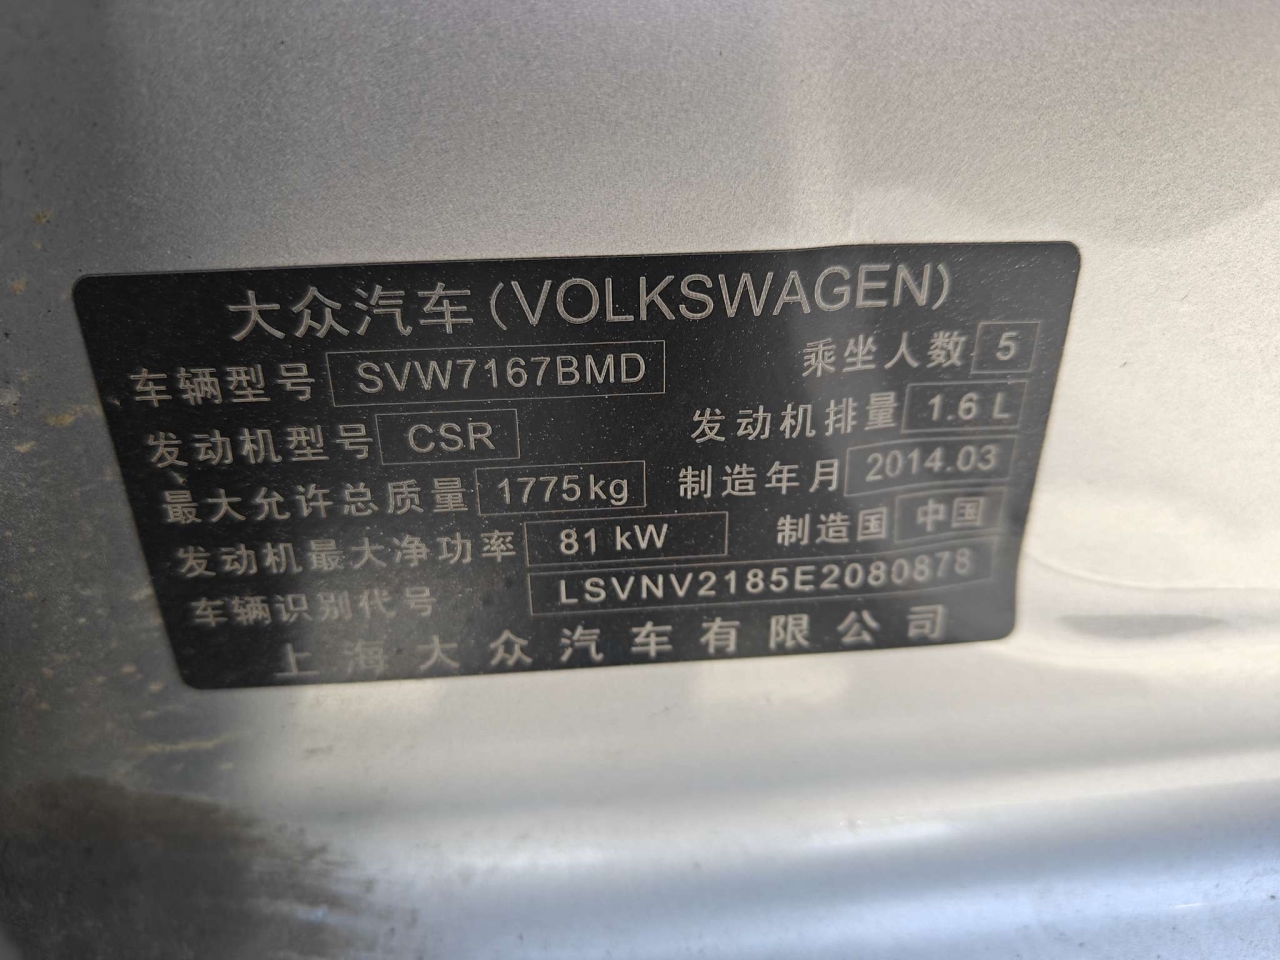 大众汽车(VOLKSWAGEN)
车辆型号 SVW7167BMD 乘坐人数 5
发动机型号 CSR 发动机排量 1.6 L
最大允许总质量 1775kg 制造年月 2014.03
发动机最大净功率 81 kW 制造国 中国
车辆识别代号 LSVNV2185E2080878
上海大众汽车有限公司